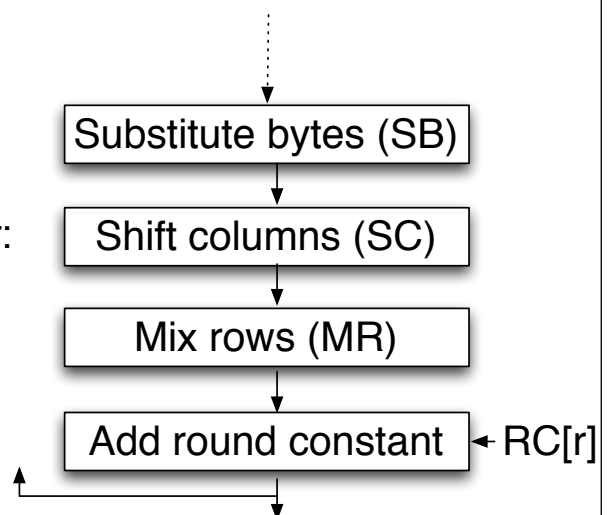 Substitute bytes (SB)
Shift columns (SC)
Mix rows (MR)
Add round constant
RC[r]